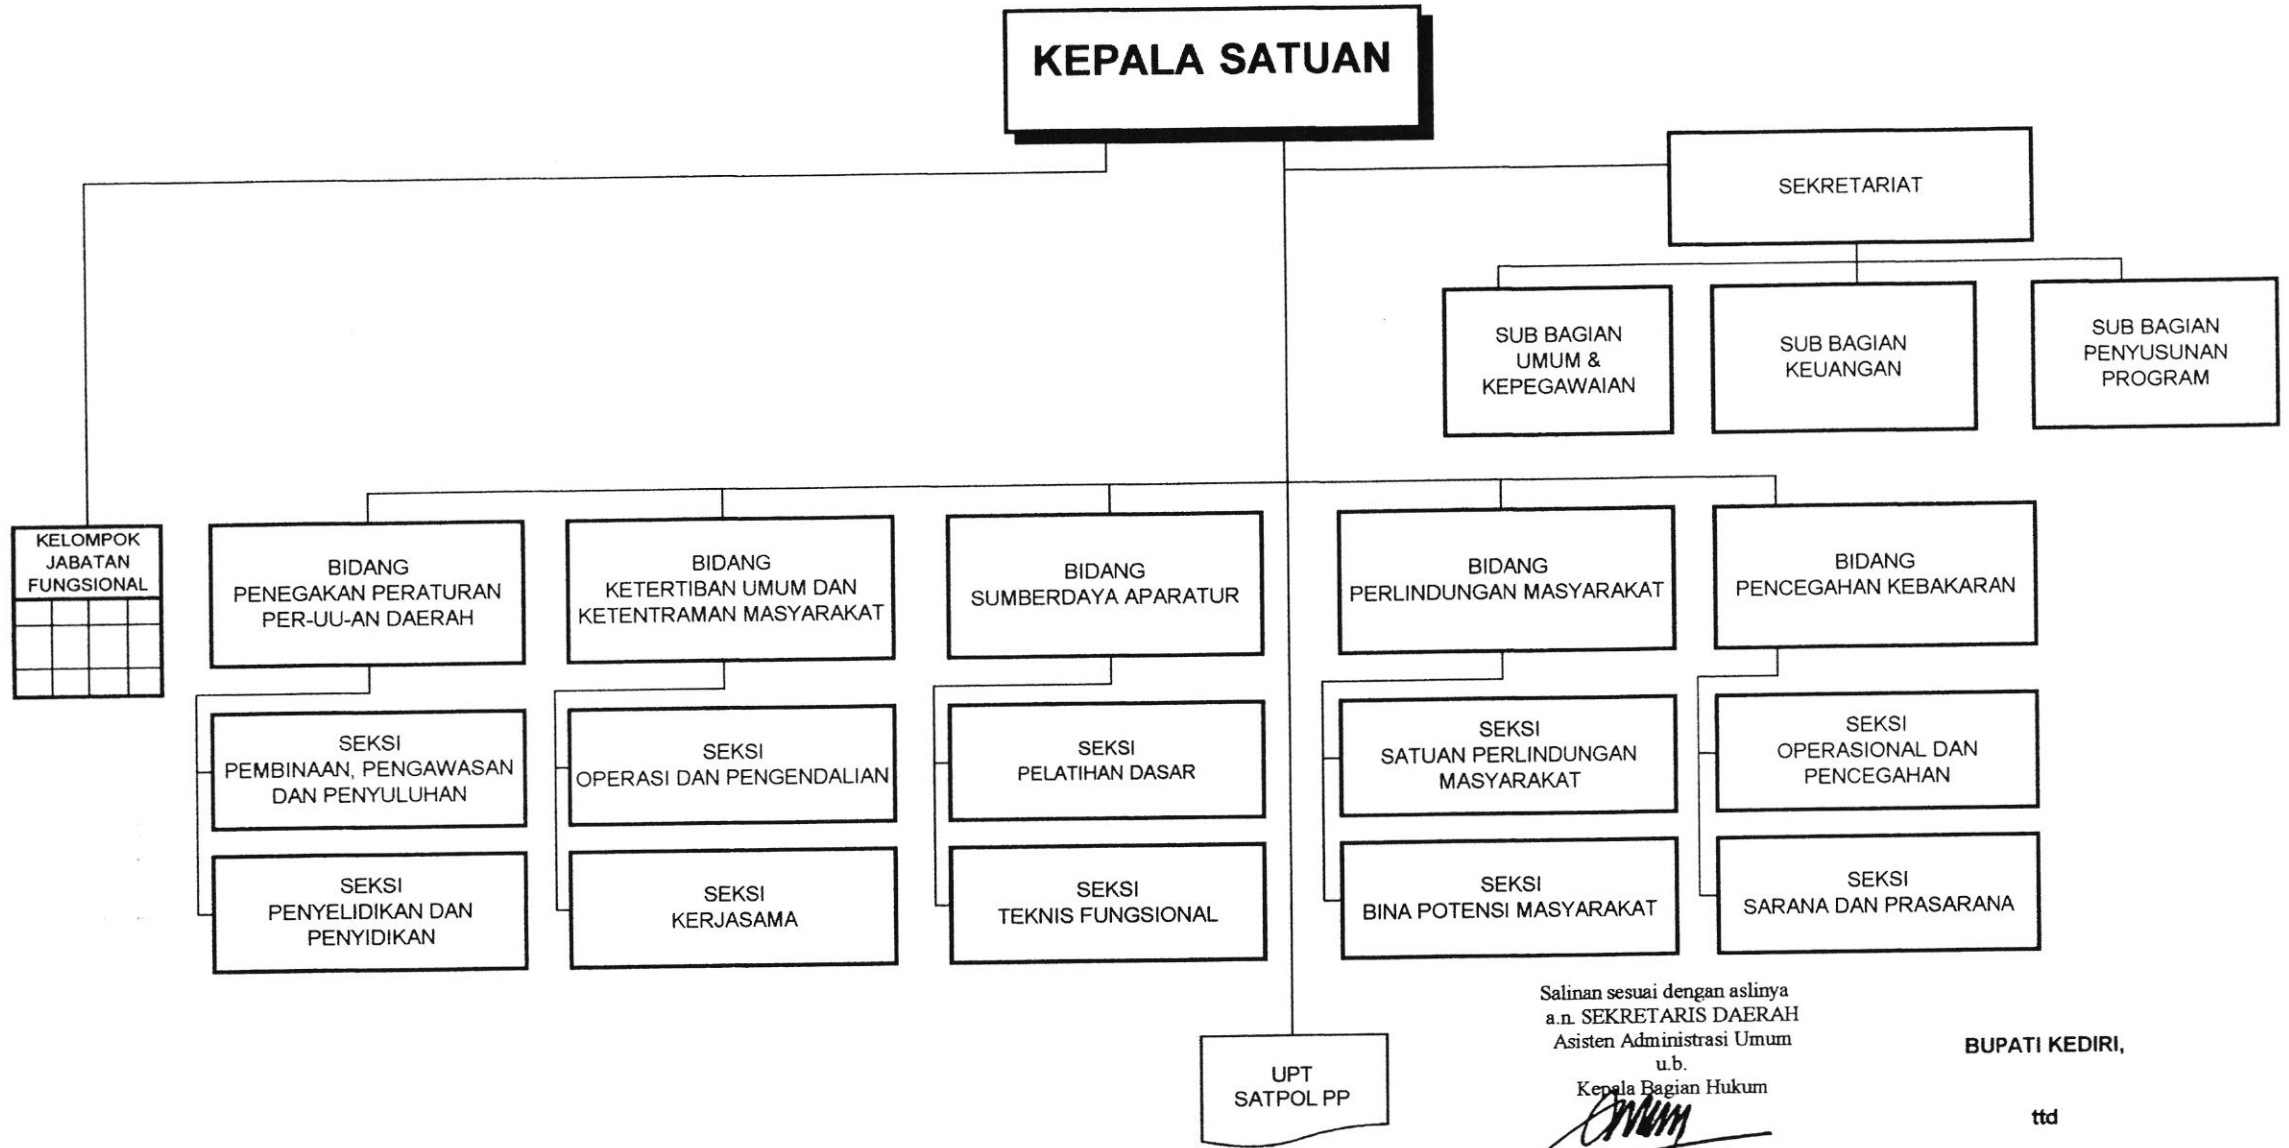 KEPALA SATUAN
SEKRETARIAT
SUB BAGIAN
UMUM &
KEPEGAWAIAN
SUB BAGIAN
KEUANGAN
SUB BAGIAN
PENYUSUNAN
PROGRAM
KELOMPOK
JABATAN
FUNGSIONAL
BIDANG
PENEGAKAN PERATURAN
PER-UU-AN DAERAH
BIDANG
KETERTIBAN UMUM DAN
KETENTRAMAN MASYARAKAT
BIDANG
SUMBERDAYA APARATUR
BIDANG
PERLINDUNGAN MASYARAKAT
BIDANG
PENCEGAHAN KEBAKARAN
SEKSI
PEMBINAAN, PENGAWASAN
DAN PENYULUHAN
SEKSI
OPERASI DAN PENGENDALIAN
SEKSI
PELATIHAN DASAR
SEKSI
SATUAN PERLINDUNGAN
MASYARAKAT
SEKSI
OPERASIONAL DAN
PENCEGAHAN
SEKSI
PENYELIDIKAN DAN
PENYIDIKAN
SEKSI
KERJASAMA
SEKSI
TEKNIS FUNGSIONAL
SEKSI
BINA POTENSI MASYARAKAT
SEKSI
SARANA DAN PRASARANA
UPT
SATPOL PP
Salinan sesuai dengan aslinya
a.n. SEKRETARIS DAERAH
Asisten Administrasi Umum
u.b.
Kepala Bagian Hukum
BUPATI KEDIRI,
ttd